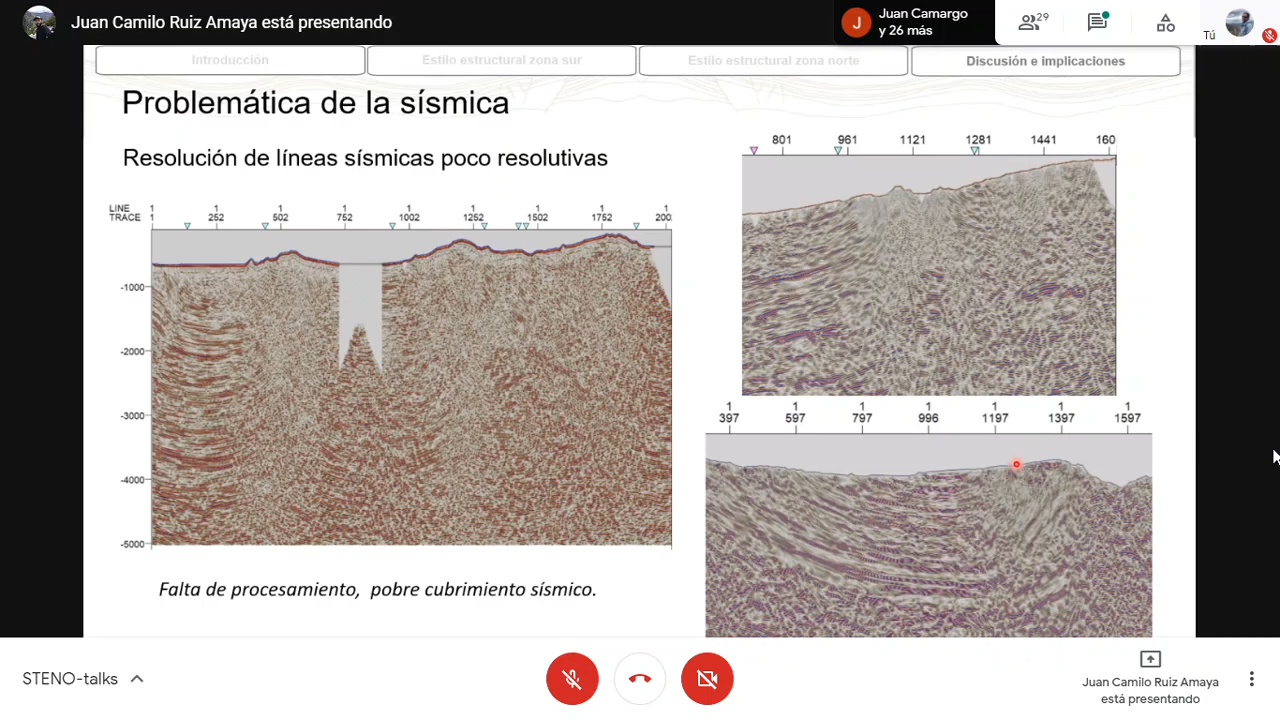 Juan Camilo Ruiz Amaya está presentando
J
Juan Camargo
y 26 más
29
Tú
Introducción
Estilo estructural zona sur
Estilo estructural zona norte
Discusión e implicaciones
Problemática de la sísmica
Resolución de líneas sísmicas poco resolutivas
LINE 1 1 1 1 1 1 1 1 1
TRACE 1 252 502 752 1002 1252 1502 1752 200
-1000
-2000
-3000
-4000
-5000
Falta de procesamiento, pobre cubrimiento sísmico.
801 961 1121 1281 1441 160
1 1 1 1 1 1 1
397 597 797 996 1197 1397 1597
STENO-talks
Juan Camilo Ruiz Amaya
está presentando